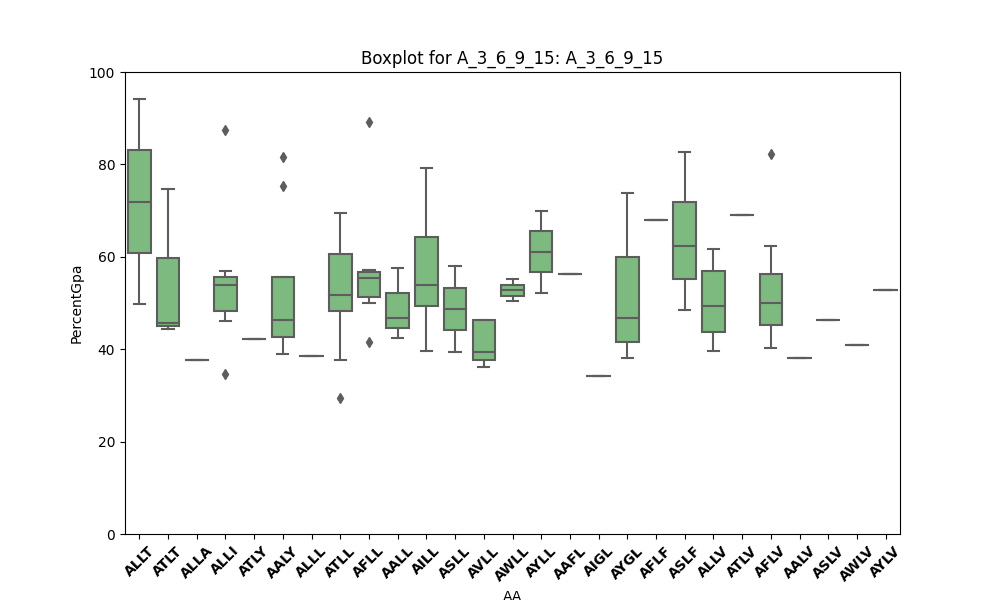 Boxplot for A_3_6_9_15: A_3_6_9_15
100
80
60
40
20
0
PercentGpa
ALLT ATLT ALLA ALLI ATLY AALY ALLL ATLL AFLL AALL AILL ASLL AVLL AWLL AYLL AAFL AIGL AYGL AFLF ASLF ALLV ATLV AFLV AALV ASLV AWLV AYLV
AA